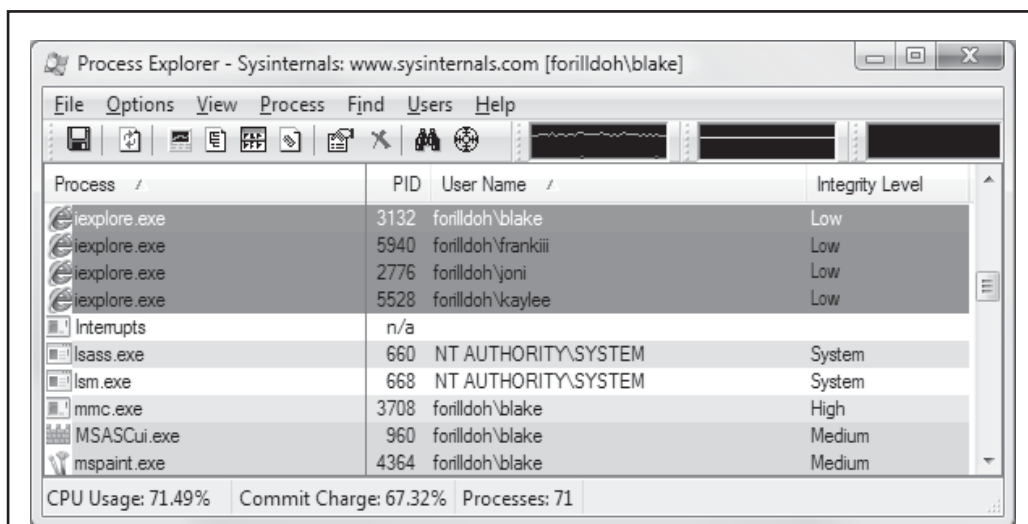 Process Explorer - Sysinternals: www.sysinternals.com [forilldoh\blake]
File Options View Process Find Users Help
Process PID User Name Integrity Level
iexplore.exe 3132 forilldoh\blake Low
iexplore.exe 5940 forilldoh\frankiii Low
iexplore.exe 2776 forilldoh\joni Low
iexplore.exe 5528 forilldoh\kaylee Low
Interrupts n/a
lsass.exe 660 NT AUTHORITY\SYSTEM System
lsm.exe 668 NT AUTHORITY\SYSTEM System
mmc.exe 3708 forilldoh\blake High
MSASCui.exe 960 forilldoh\blake Medium
mspaint.exe 4364 forilldoh\blake Medium
CPU Usage: 71.49% Commit Charge: 67.32% Processes: 71